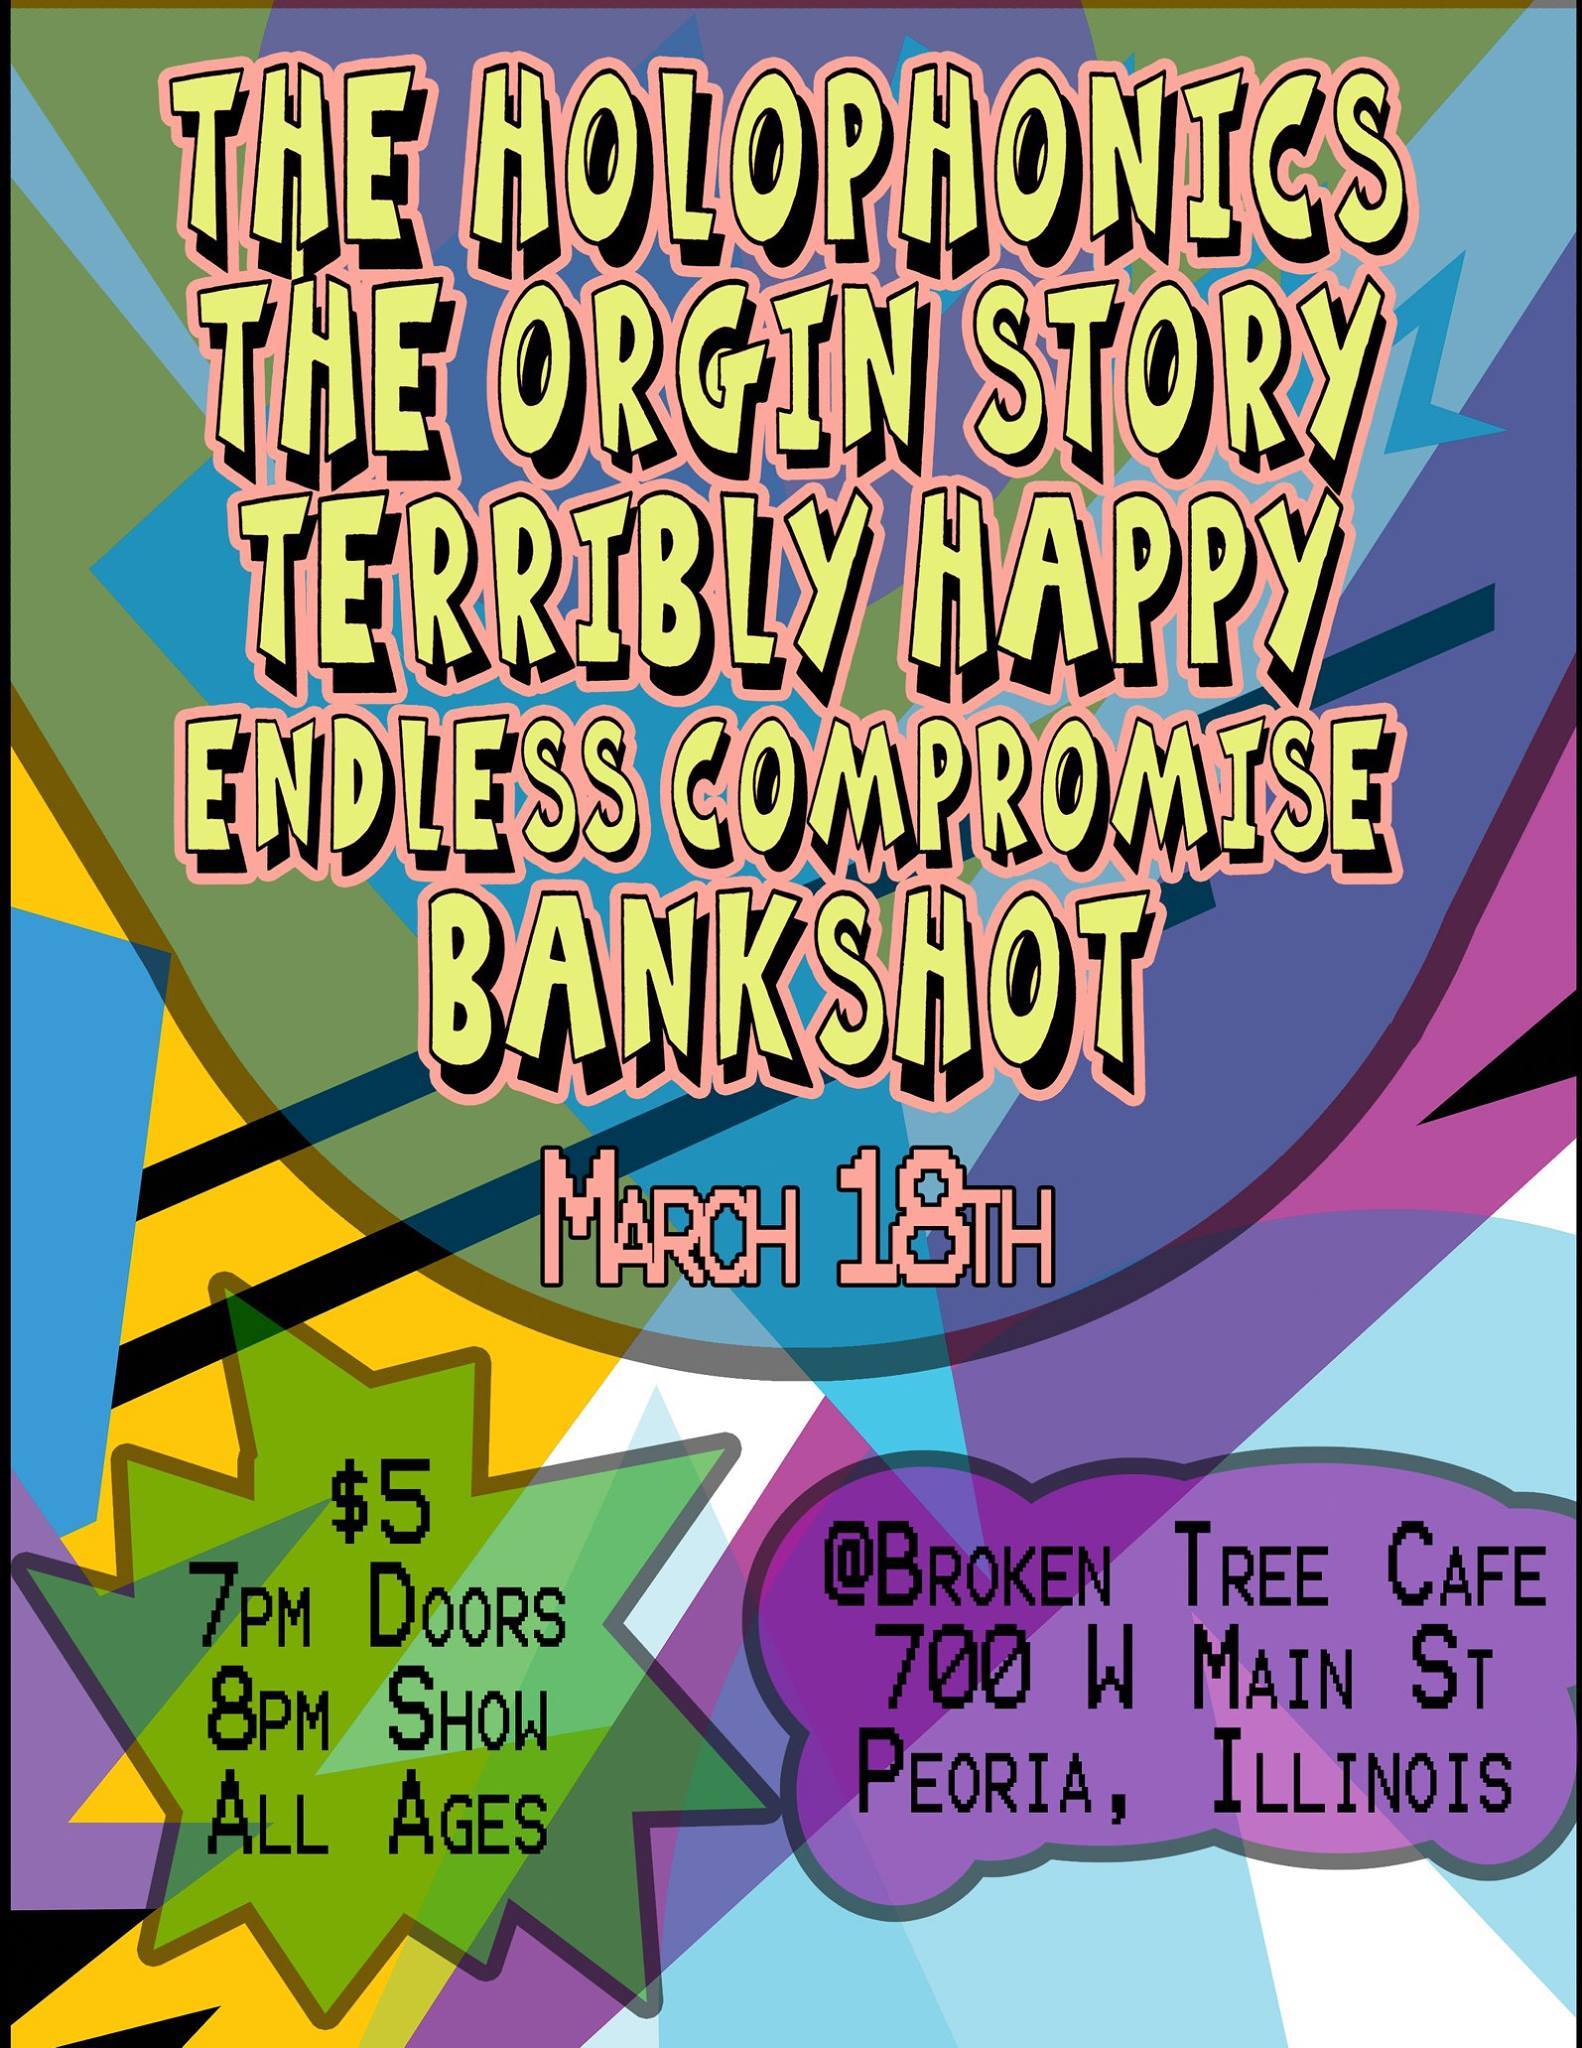 THE HOLOPHONICS
THE ORGIN STORY
TERRIBLY HAPPY
ENDLESS COMPROMISE
BANKSHOT
MARCH 18TH
$5
7PM DOORS
8PM SHOW
ALL AGES
@BROKEN TREE CAFE
700 W MAIN ST
PEORIA, ILLINOIS